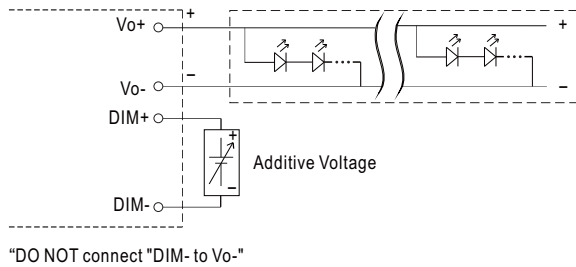 Vo+
+
+
Vo-
−
−
DIM+
+
Additive Voltage
−
DIM-
“DO NOT connect "DIM- to Vo-"